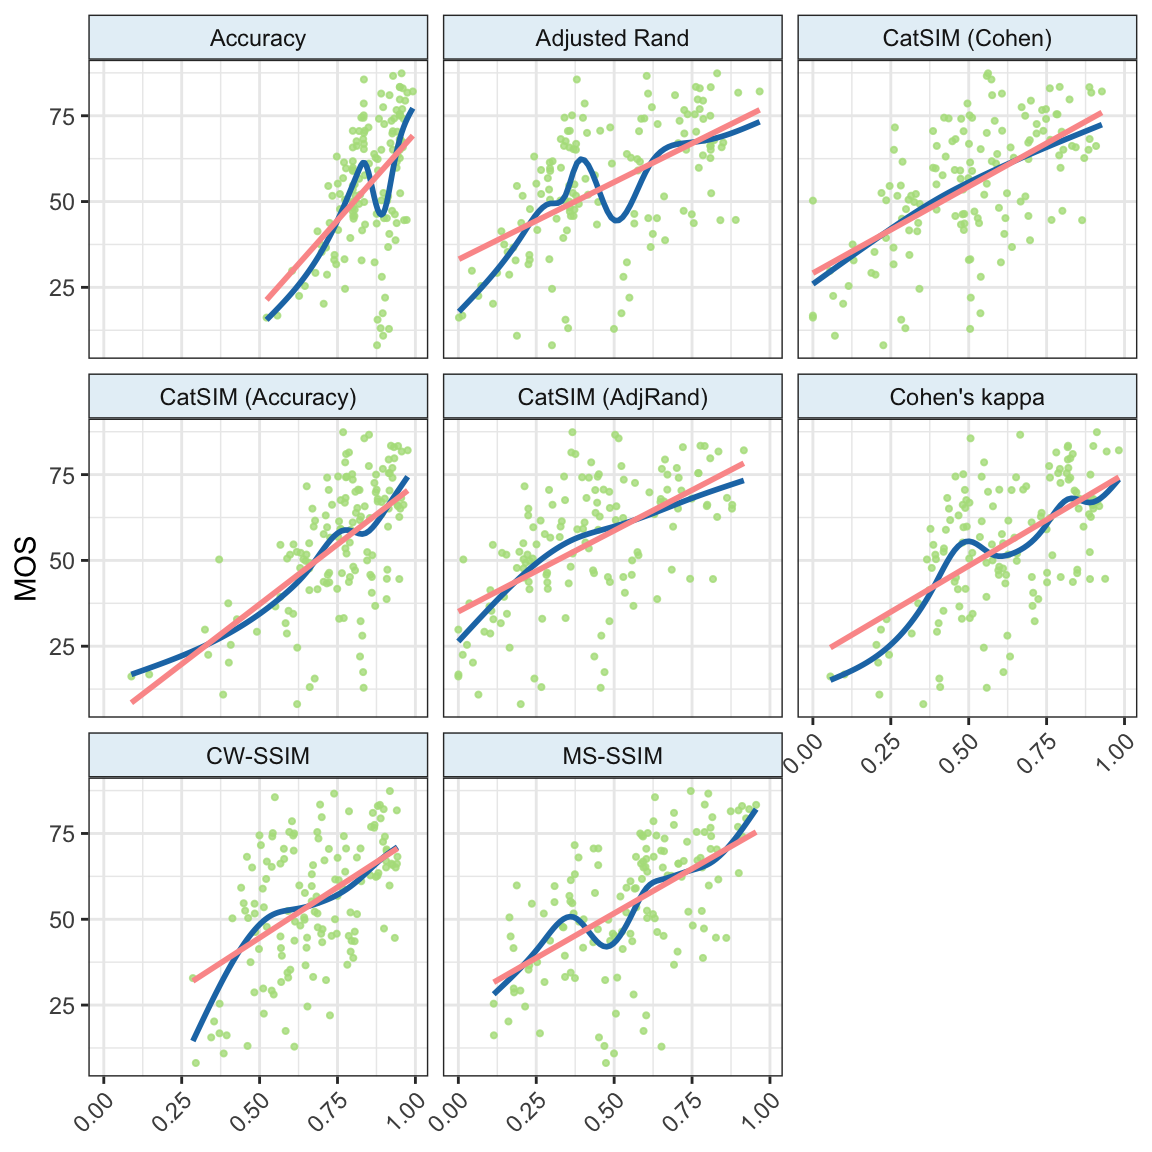 Accuracy Adjusted Rand CatSIM (Cohen)
75
50
25
CatSIM (Accuracy) CatSIM (AdjRand) Cohen's kappa
75
50
25
MOS
0.00 0.25 0.50 0.75 1.00
CW-SSIM MS-SSIM
75
50
25
0.00 0.25 0.50 0.75 1.00 0.00 0.25 0.50 0.75 1.00